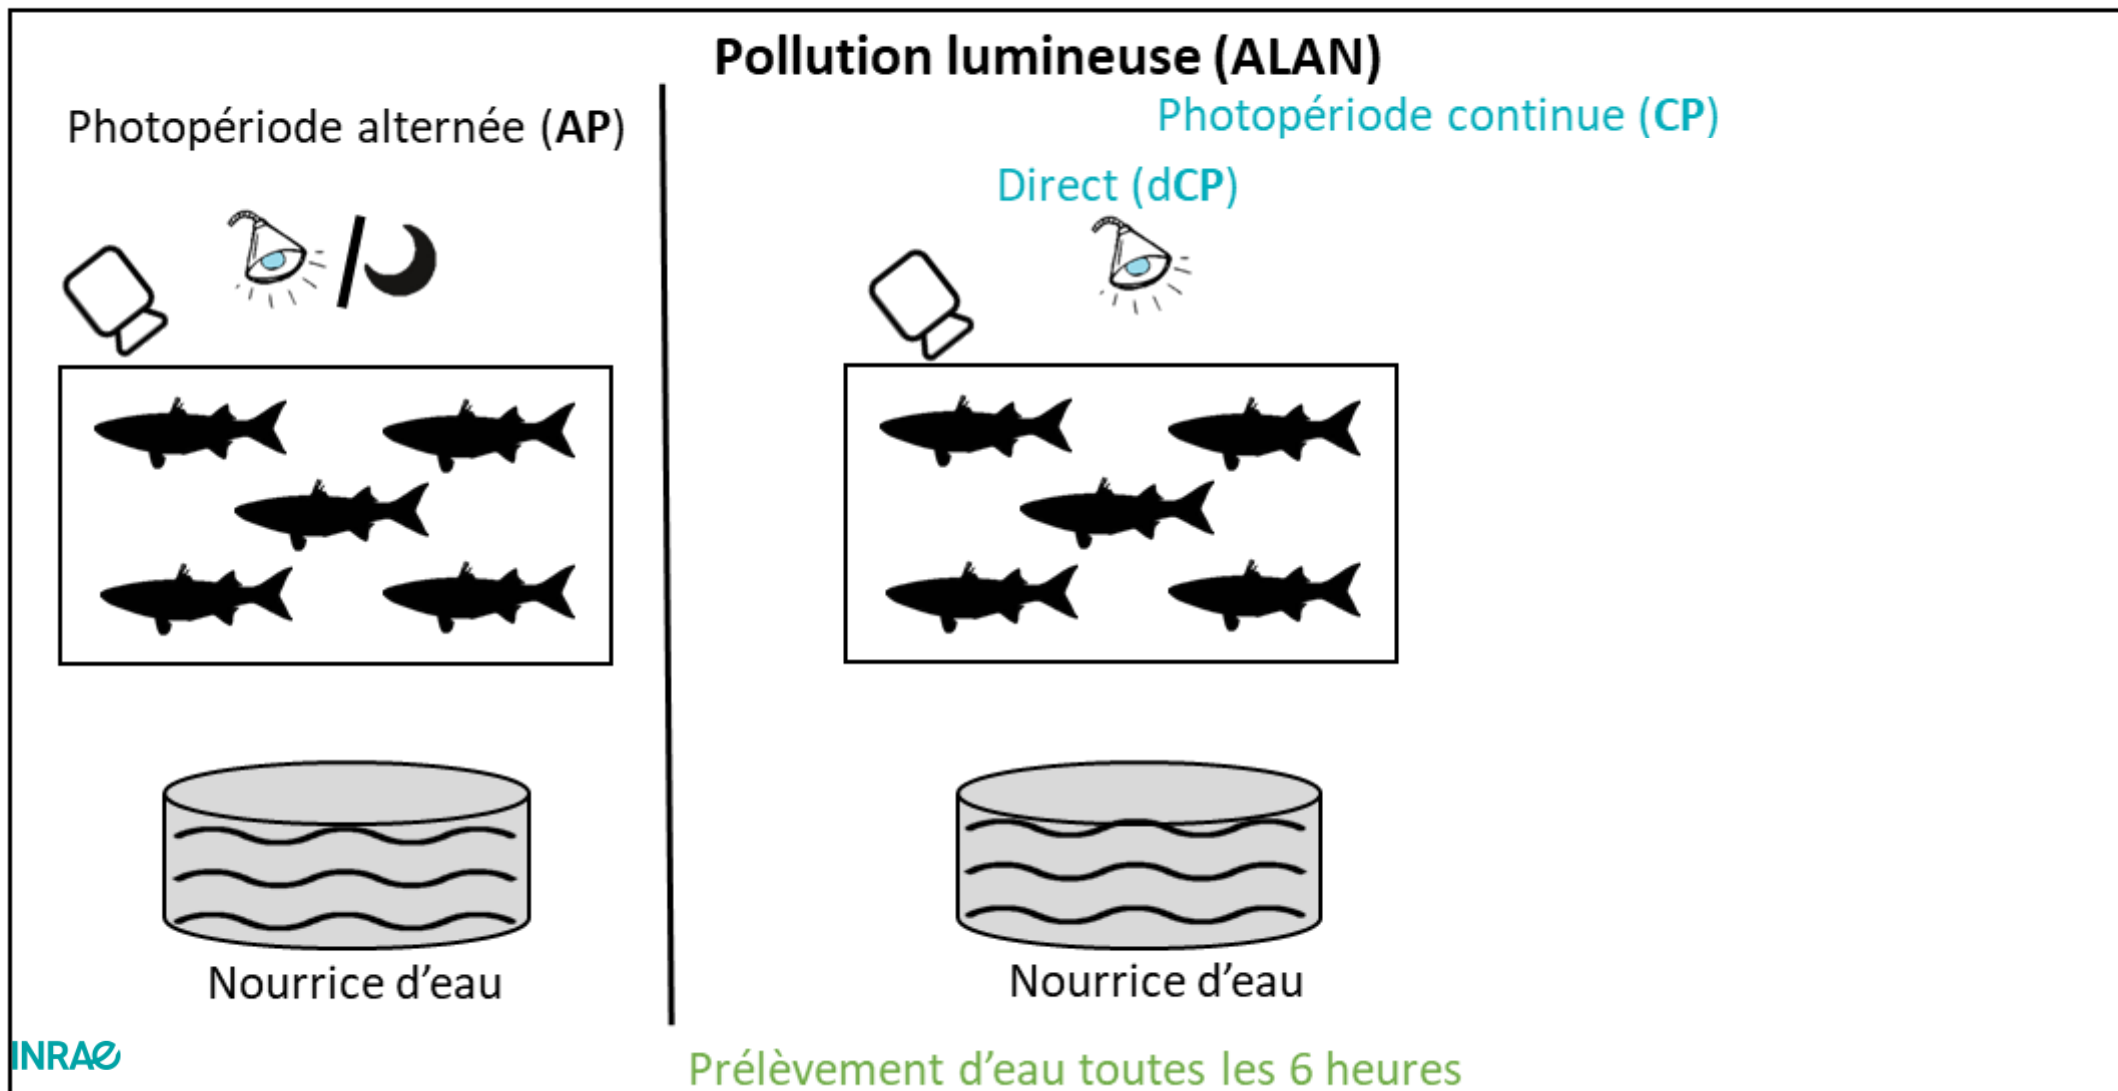 Pollution lumineuse (ALAN)
Photopériode alternée (AP)
Photopériode continue (CP)
Direct (dCP)
Nourrice d’eau
Nourrice d’eau
INRAE
Prélèvement d’eau toutes les 6 heures